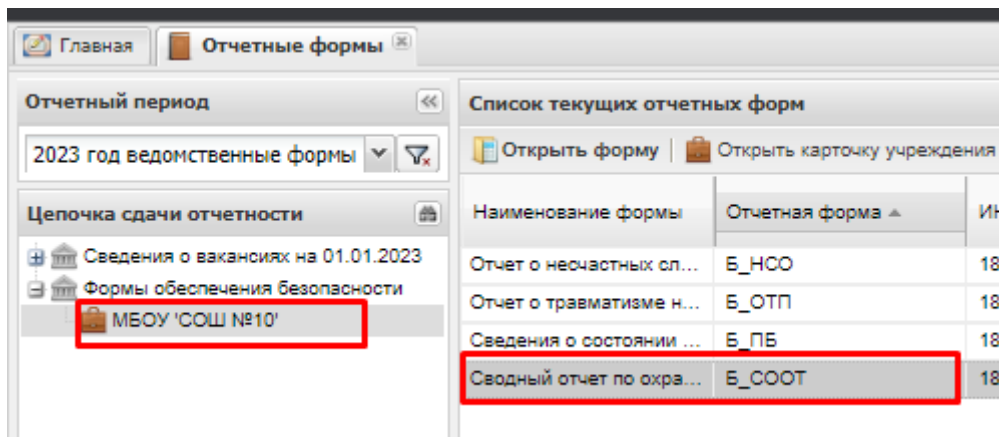 Главная
Отчетные формы
Отчетный период
2023 год ведомственные формы
Цепочка сдачи отчетности
Сведения о вакансиях на 01.01.2023
Формы обеспечения безопасности
МБОУ 'СОШ №10'
Список текущих отчетных форм
Открыть форму Открыть карточку учреждения
Наименование формы Отчетная форма
Отчет о несчастных сл... Б_НСО 18
Отчет о травматизме н... Б_ОТП 18
Сведения о состоянии ... Б_ПБ 18
Сводный отчет по охра... Б_СООТ 18